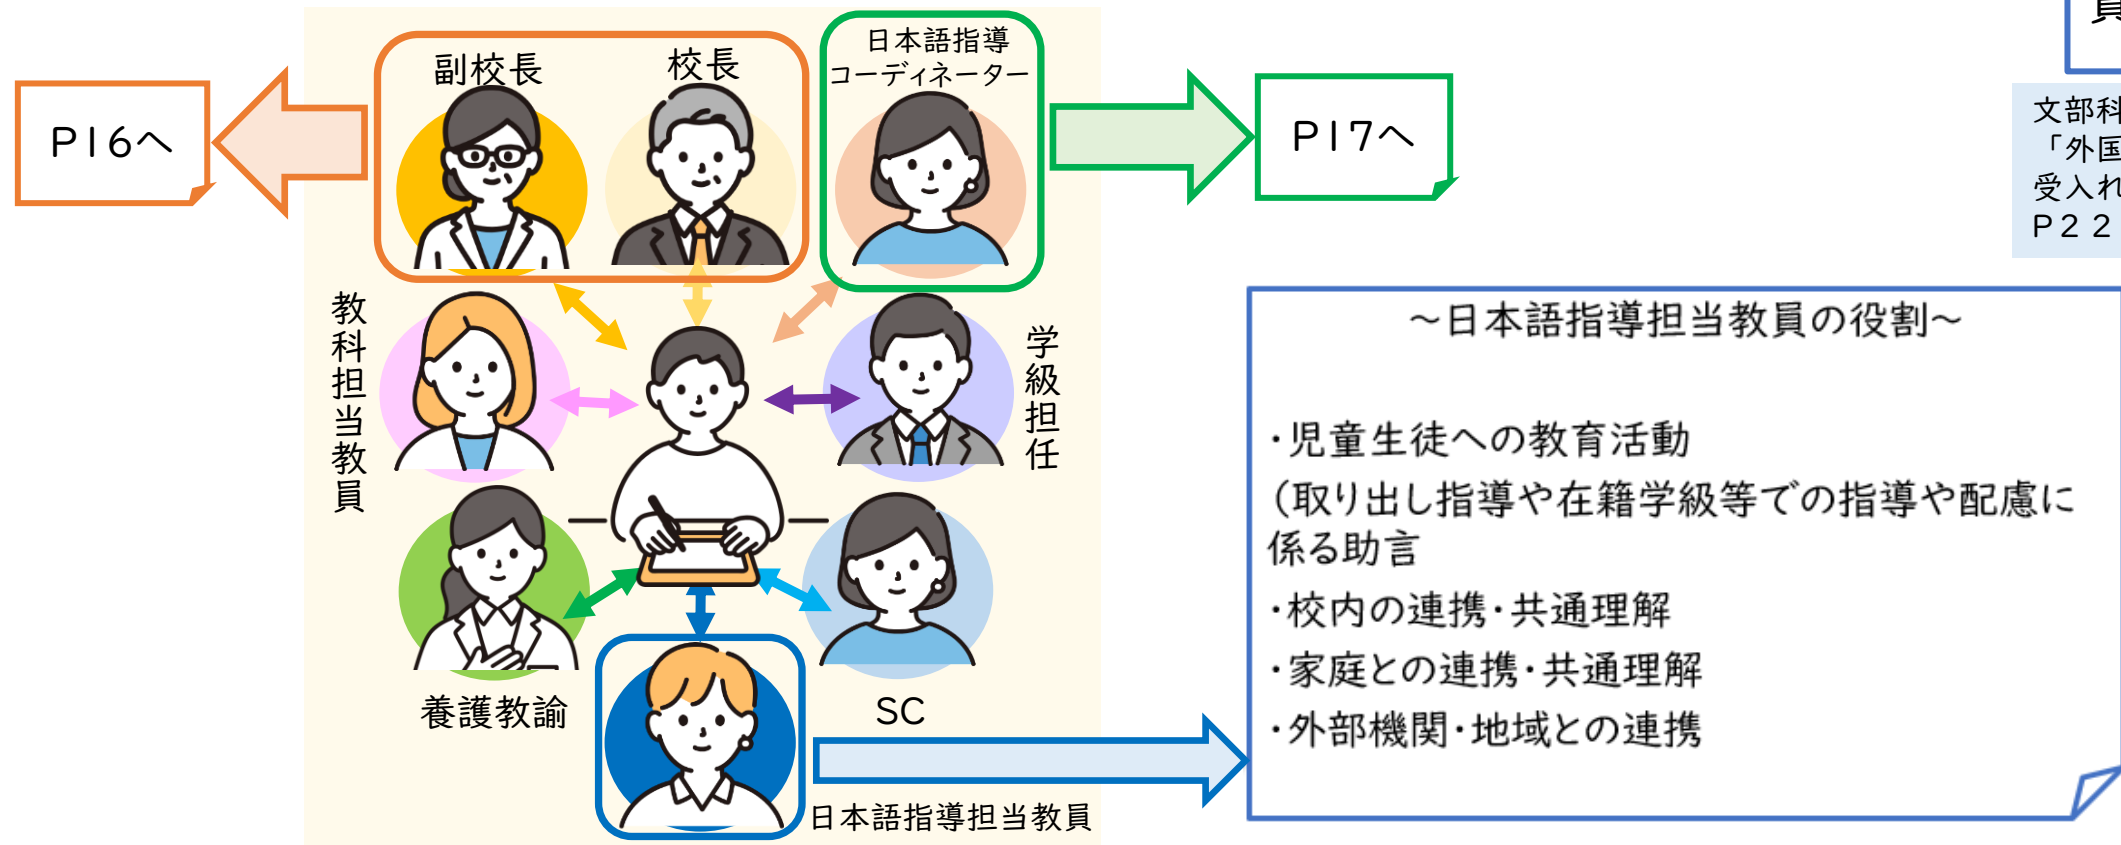 副校長
校長
日本語指導
コーディネーター
P16へ
P17へ
文部科
「外国
受入れ
P22
教科担当教員
学級担任
養護教諭
SC
日本語指導担当教員
～日本語指導担当教員の役割～
・児童生徒への教育活動
（取り出し指導や在籍学級等での指導や配慮に
係る助言
・校内の連携・共通理解
・家庭との連携・共通理解
・外部機関・地域との連携